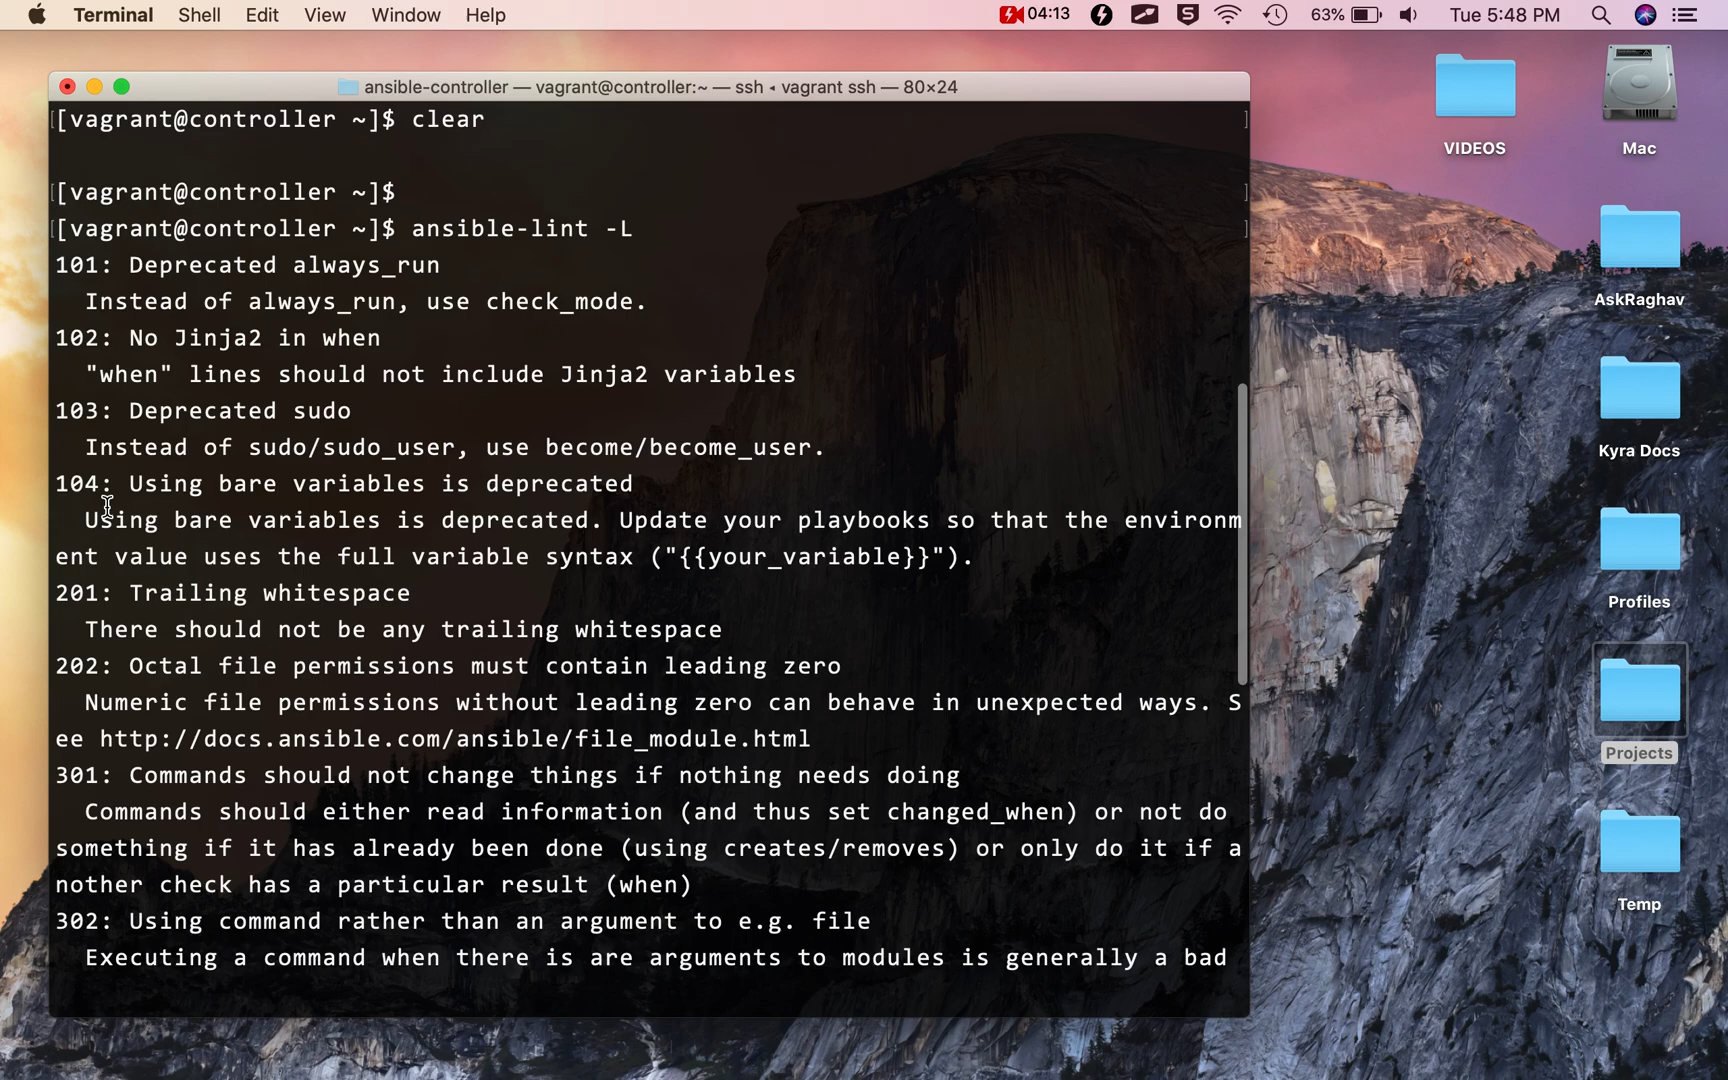 Terminal Shell Edit View Window Help 04:13 63% Tue 5:48 PM
ansible-controller — vagrant@controller:~ — ssh ◂ vagrant ssh — 80×24
[vagrant@controller ~]$ clear
[vagrant@controller ~]$
[vagrant@controller ~]$ ansible-lint -L
101: Deprecated always_run
Instead of always_run, use check_mode.
102: No Jinja2 in when
"when" lines should not include Jinja2 variables
103: Deprecated sudo
Instead of sudo/sudo_user, use become/become_user.
104: Using bare variables is deprecated
Using bare variables is deprecated. Update your playbooks so that the environm
ent value uses the full variable syntax ("{{your_variable}}").
201: Trailing whitespace
There should not be any trailing whitespace
202: Octal file permissions must contain leading zero
Numeric file permissions without leading zero can behave in unexpected ways. S
ee http://docs.ansible.com/ansible/file_module.html
301: Commands should not change things if nothing needs doing
Commands should either read information (and thus set changed_when) or not do
something if it has already been done (using creates/removes) or only do it if a
nother check has a particular result (when)
302: Using command rather than an argument to e.g. file
Executing a command when there is are arguments to modules is generally a bad
VIDEOS
Mac
AskRaghav
Kyra Docs
Profiles
Projects
Temp